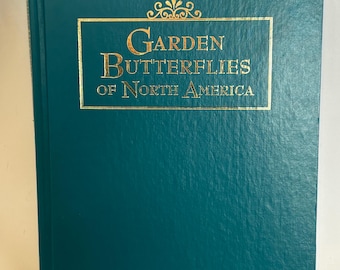 GARDEN
BUTTERFLIES
OF NORTH AMERICA